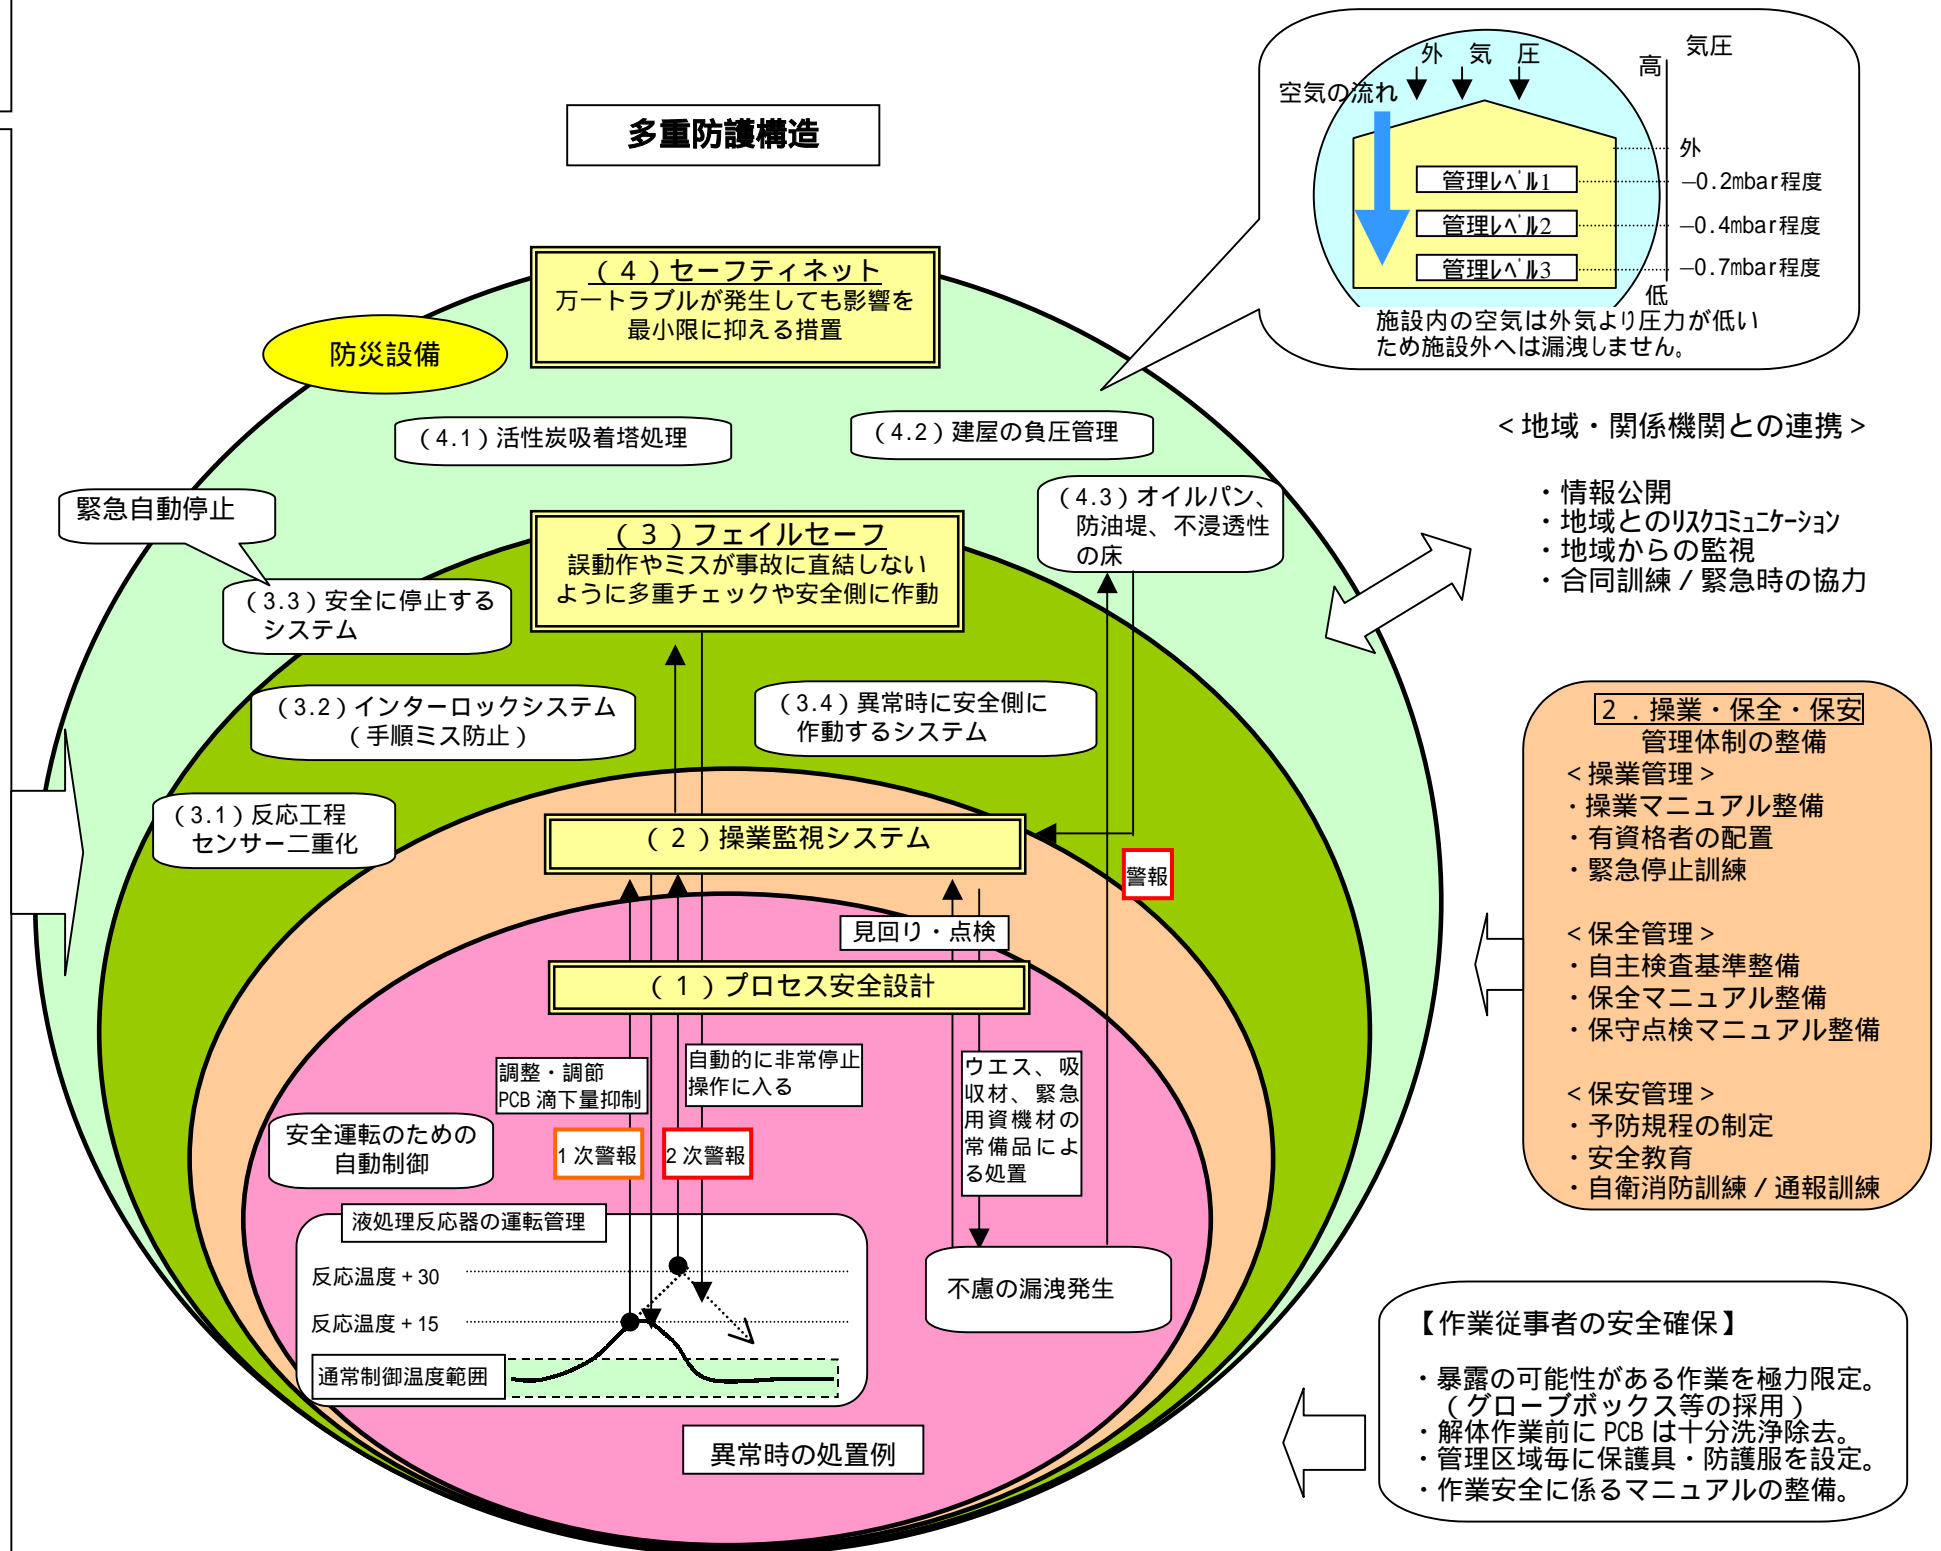 多重防護構造
外 気 圧
気圧
高
空気の流れ
外
管理ﾚﾍﾞﾙ1
−0.2mbar程度
管理ﾚﾍﾞﾙ2
−0.4mbar程度
管理ﾚﾍﾞﾙ3
−0.7mbar程度
低
施設内の空気は外気より圧力が低い
ため施設外へは漏洩しません。
（4）セーフティネット
万一トラブルが発生しても影響を
最小限に抑える措置
防災設備
（4.1）活性炭吸着塔処理
（4.2）建屋の負圧管理
（4.3）オイルパン、
防油堤、不浸透性
の床
＜地域・関係機関との連携＞
・情報公開
・地域とのﾘｽｸｺﾐｭﾆｹｰｼｮﾝ
・地域からの監視
・合同訓練／緊急時の協力
緊急自動停止
（3）フェイルセーフ
誤動作やミスが事故に直結しない
ように多重チェックや安全側に作動
（3.3）安全に停止する
システム
（3.2）インターロックシステム
（手順ミス防止）
（3.4）異常時に安全側に
作動するシステム
（3.1）反応工程
センサー二重化
（2）操業監視システム
警報
見回り・点検
（1）プロセス安全設計
調整・調節
PCB 滴下量抑制
自動的に非常停止
操作に入る
ウエス、吸
収材、緊急
用資機材の
常備品によ
る処置
安全運転のための
自動制御
1 次警報
2 次警報
液処理反応器の運転管理
反応温度＋30
反応温度＋15
通常制御温度範囲
不慮の漏洩発生
異常時の処置例
2．操業・保全・保安
管理体制の整備
＜操業管理＞
・操業マニュアル整備
・有資格者の配置
・緊急停止訓練
＜保全管理＞
・自主検査基準整備
・保全マニュアル整備
・保守点検マニュアル整備
＜保安管理＞
・予防規程の制定
・安全教育
・自衛消防訓練／通報訓練
【作業従事者の安全確保】
・暴露の可能性がある作業を極力限定。
（グローブボックス等の採用）
・解体作業前に PCB は十分洗浄除去。
・管理区域毎に保護具・防護服を設定。
・作業安全に係るマニュアルの整備。